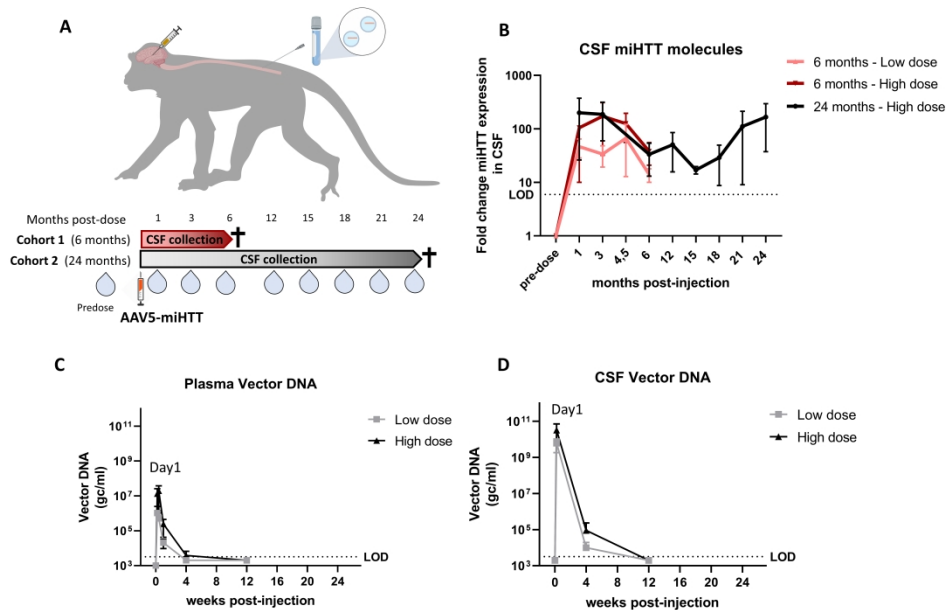 A
Months post-dose 1 3 6 12 15 18 21 24
Cohort 1 (6 months) CSF collection
Cohort 2 (24 months) CSF collection
Predose
AAV5-miHTT
B
CSF miHTT molecules
Fold change miHTT expression
in CSF
1000
100
10
1
LOD
pre-dose 1 3 4,5 6 12 15 18 21 24
months post-injection
6 months - Low dose
6 months - High dose
24 months - High dose
C
Plasma Vector DNA
Vector DNA
(gc/ml)
10¹¹
10⁹
10⁷
10⁵
10³
Day1
LOD
0 4 8 12 16 20 24
weeks post-injection
Low dose
High dose
D
CSF Vector DNA
Vector DNA
(gc/ml)
10¹¹
10⁹
10⁷
10⁵
10³
Day1
LOD
0 4 8 12 16 20 24
weeks post-injection
Low dose
High dose